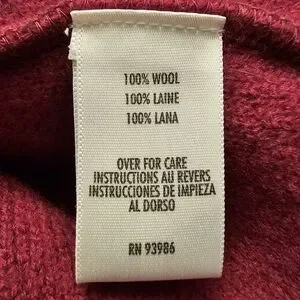 100% WOOL
100% LAINE
100% LANA
OVER FOR CARE
INSTRUCTIONS AU REVERS
INSTRUCCIONES DE IMPIEZA
AL DORSO
RN 93986